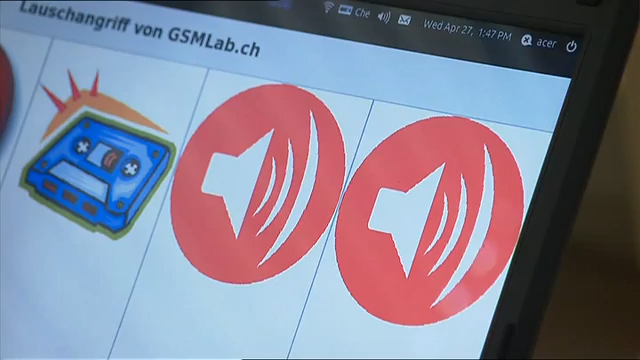 Che Wed Apr 27, 1:47 PM acer
Lauschangriff von GSMLab.ch